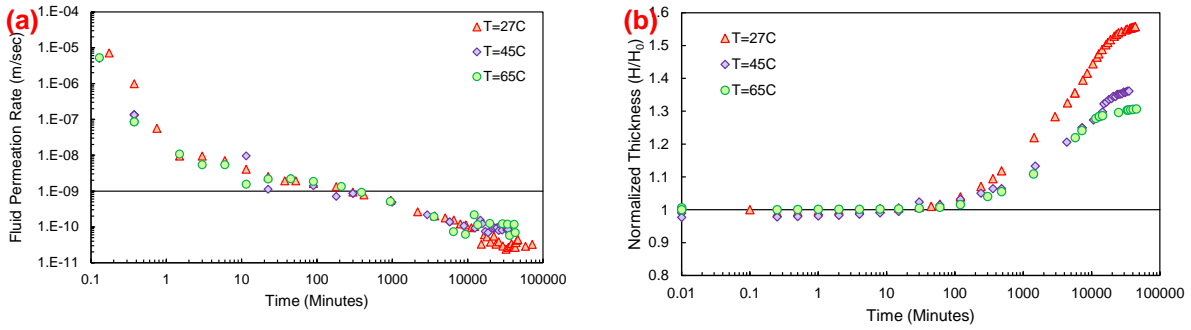 (a)
Fluid Permeation Rate (m/sec)
1.E-04
1.E-05
1.E-06
1.E-07
1.E-08
1.E-09
1.E-10
1.E-11
T=27C
T=45C
T=65C
0.1 1 10 100 1000 10000 100000
Time (Minutes)
(b)
Normalized Thickness (H/H0)
1.6
1.5
1.4
1.3
1.2
1.1
1
0.9
0.8
T=27C
T=45C
T=65C
0.01 0.1 1 10 100 1000 10000 100000
Time (Minutes)